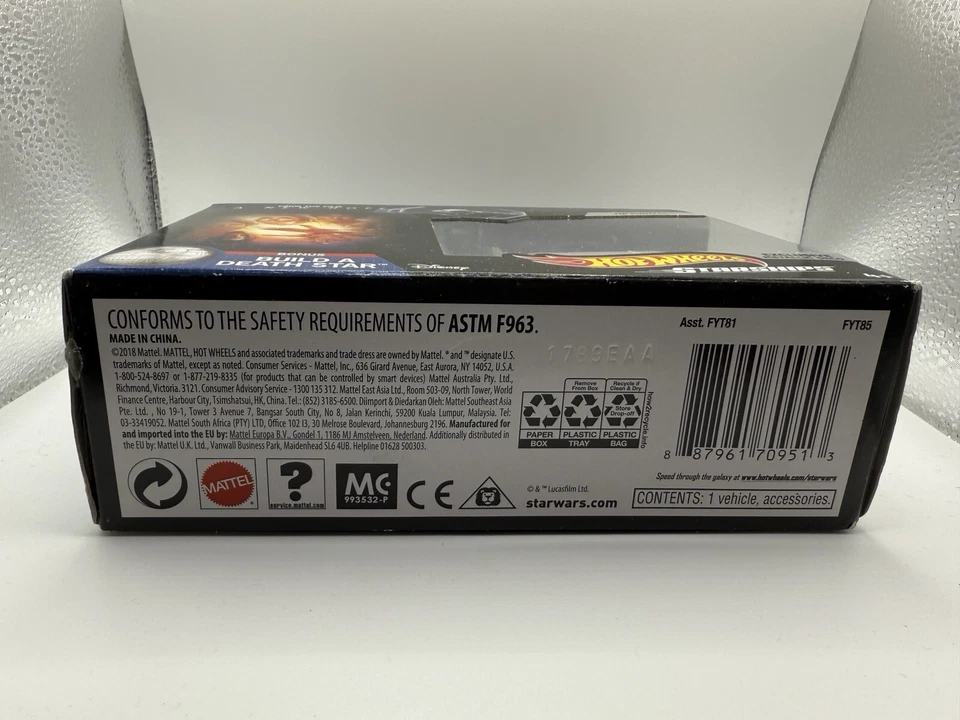 BONUS
BUILD-A
DEATH STAR™
Disney
HOT WHEELS
STARSHIPS™
CONFORMS TO THE SAFETY REQUIREMENTS OF ASTM F963.
MADE IN CHINA.
©2018 Mattel. MATTEL, HOT WHEELS and associated trademarks and trade dress are owned by Mattel. ® and ™ designate U.S.
trademarks of Mattel, except as noted. Consumer Services - Mattel, Inc., 636 Girard Avenue, East Aurora, NY 14052, U.S.A.
1-800-524-8697 or 1-877-219-8335 (for products that can be controlled by smart devices) Mattel Australia Pty. Ltd.,
Richmond, Victoria. 3121. Consumer Advisory Service - 1300 135 312. Mattel East Asia Ltd., Room 503-09, North Tower, World
Finance Centre, Harbour City, Tsimshatsui, HK, China. Tel.: (852) 3185-6500. Diimport & Diedarkan Oleh: Mattel Southeast Asia
Pte. Ltd. , No 19-1, Tower 3 Avenue 7, Bangsar South City, No 8, Jalan Kerinchi, 59200 Kuala Lumpur, Malaysia. Tel:
03-33419052. Mattel South Africa (PTY) LTD, Office 102 I3, 30 Melrose Boulevard, Johannesburg 2196. Manufactured for
and imported into the EU by: Mattel Europa B.V., Gondel 1, 1186 MJ Amstelveen, Nederland. Additionally distributed in
the EU by: Mattel U.K. Ltd., Vanwall Business Park, Maidenhead SL6 4UB. Helpline 01628 500303.
MATTEL
?
service.mattel.com
MC
993532-P
CE
Remove
From Box
Recycle if
Clean & Dry
Store
Drop-off
PAPER
PLASTIC
PLASTIC
BOX
TRAY
BAG
how2recycle.info
© & ™ Lucasfilm Ltd.
starwars.com
Asst. FYT81
FYT85
8 87961 70951 3
Speed through the galaxy at www.hotwheels.com/starwars
CONTENTS: 1 vehicle, accessories.